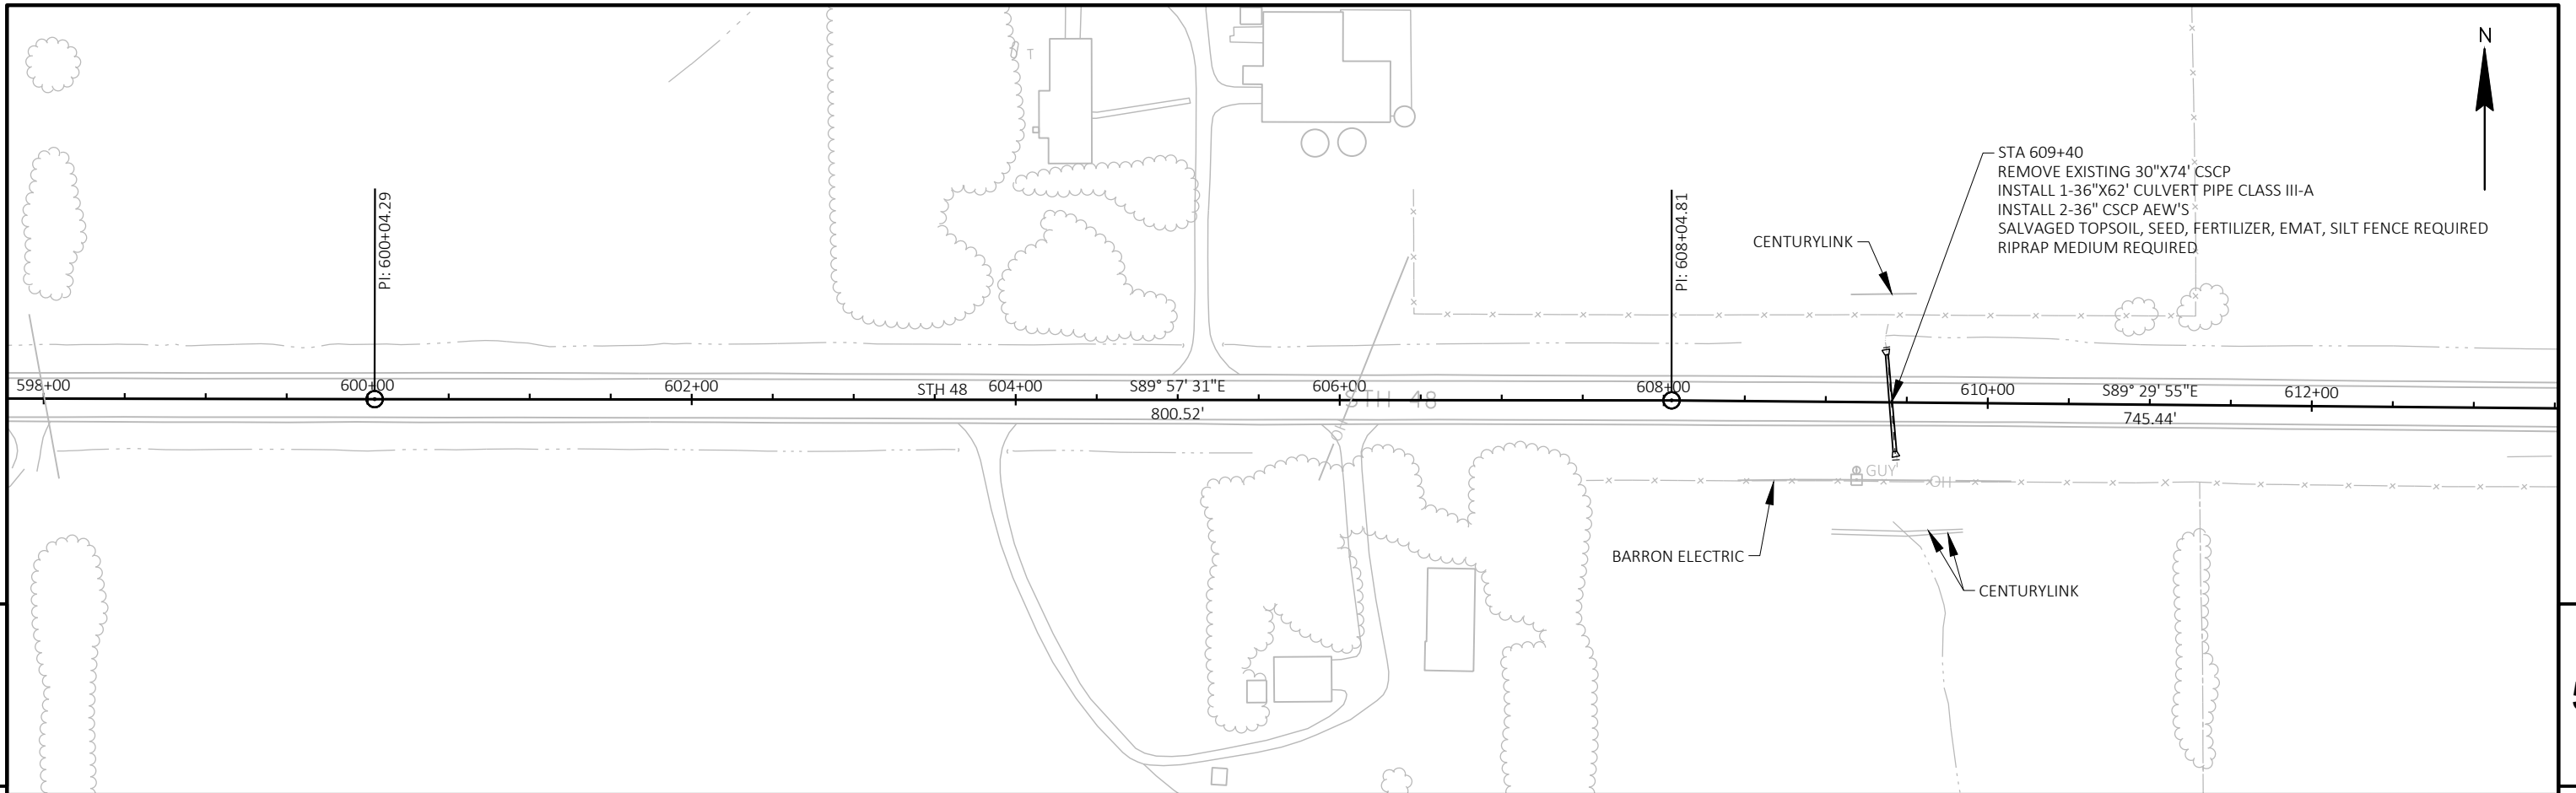 N
T
PI: 600+04.29
PI: 608+04.81
STA 609+40
REMOVE EXISTING 30"X74' CSCP
INSTALL 1-36"X62' CULVERT PIPE CLASS III-A
INSTALL 2-36" CSCP AEW'S
SALVAGED TOPSOIL, SEED, FERTILIZER, EMAT, SILT FENCE REQUIRED
RIPRAP MEDIUM REQUIRED
CENTURYLINK
598+00
600+00
602+00
STH 48
604+00
S89° 57' 31"E
606+00
608+00
610+00
S89° 29' 55"E
612+00
STH 48
800.52'
745.44'
OH
GUY
OH
BARRON ELECTRIC
CENTURYLINK